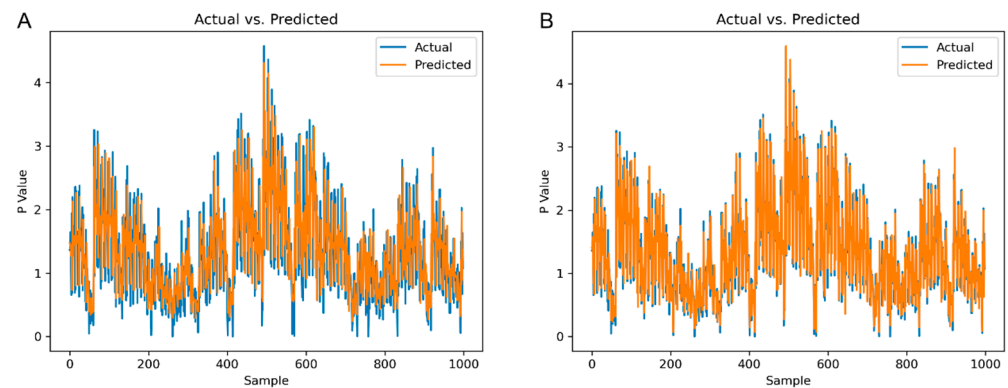 A
Actual vs. Predicted
Actual
Predicted
P Value
4
3
2
1
0
0
200
400
600
800
1000
Sample
B
Actual vs. Predicted
Actual
Predicted
P Value
4
3
2
1
0
0
200
400
600
800
1000
Sample